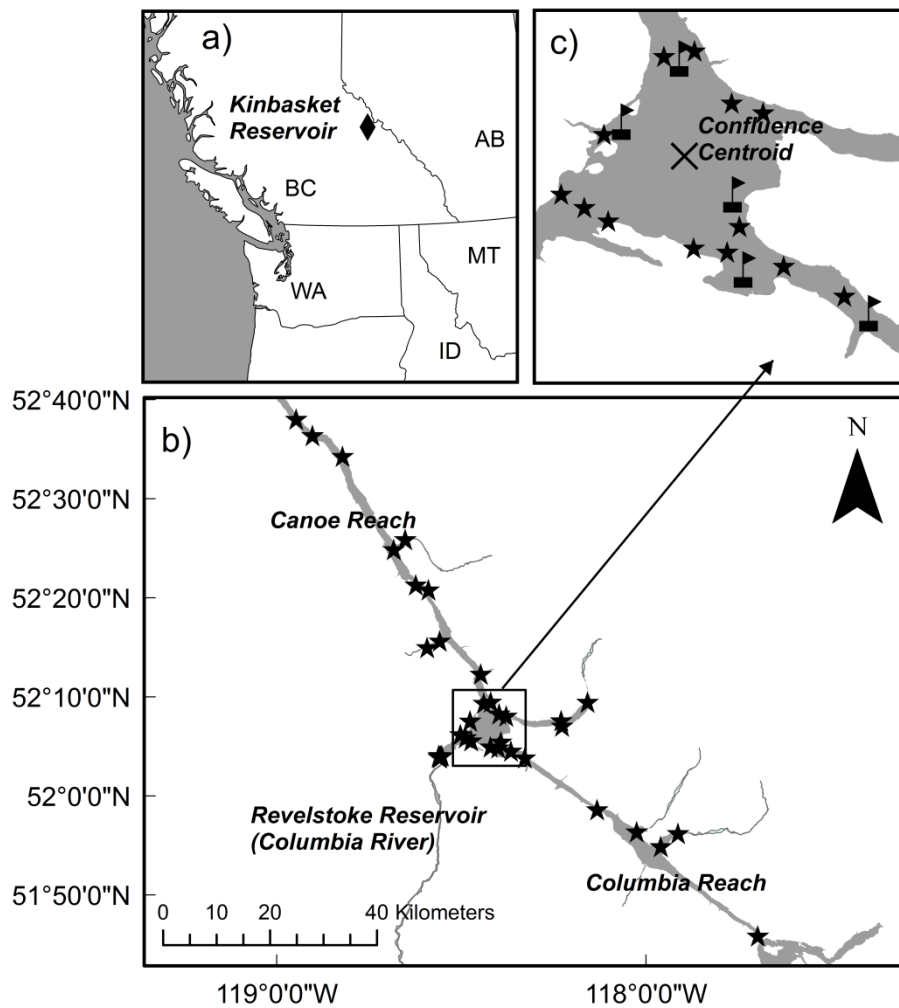 a)
Kinbasket
Reservoir
AB
BC
MT
WA
ID
c)
Confluence
Centroid
52°40'0"N
b)
N
52°30'0"N
Canoe Reach
52°20'0"N
52°10'0"N
52°0'0"N
Revelstoke Reservoir
(Columbia River)
Columbia Reach
51°50'0"N
0 10 20 40 Kilometers
119°0'0"W 118°0'0"W